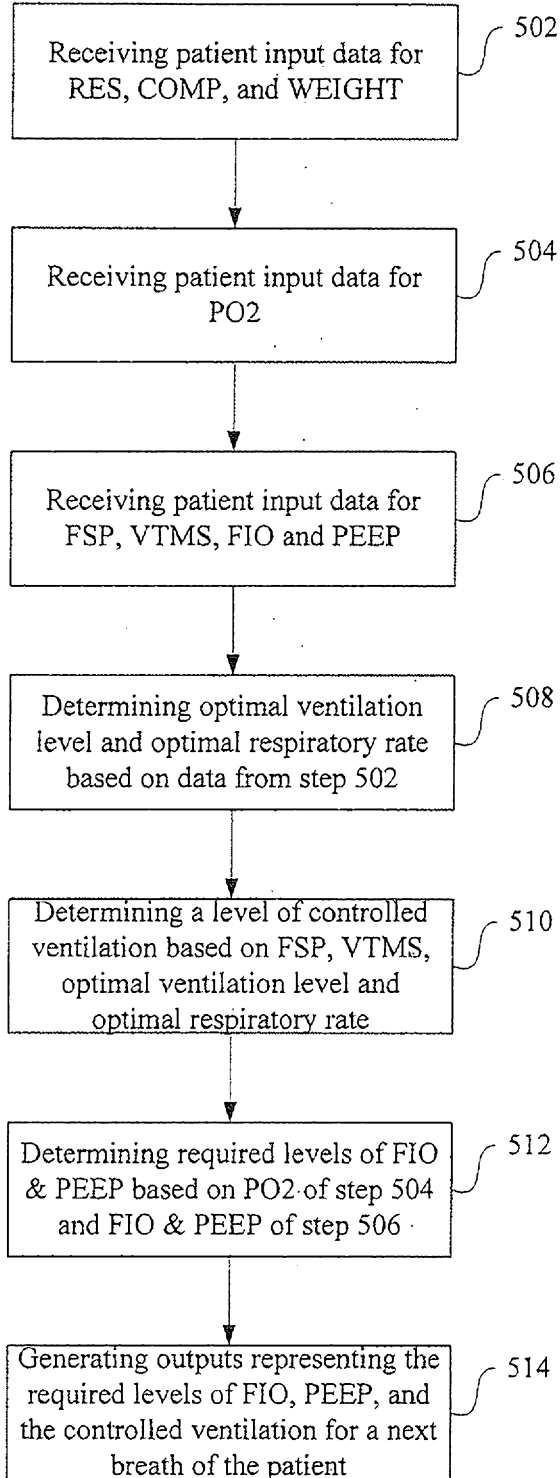 Receiving patient input data for
RES, COMP, and WEIGHT
502
Receiving patient input data for
PO2
504
Receiving patient input data for
FSP, VTMS, FIO and PEEP
506
Determining optimal ventilation
level and optimal respiratory rate
based on data from step 502
508
Determining a level of controlled
ventilation based on FSP, VTMS,
optimal ventilation level and
optimal respiratory rate
510
Determining required levels of FIO
& PEEP based on PO2 of step 504
and FIO & PEEP of step 506
512
Generating outputs representing the
required levels of FIO, PEEP, and
the controlled ventilation for a next
breath of the patient
514